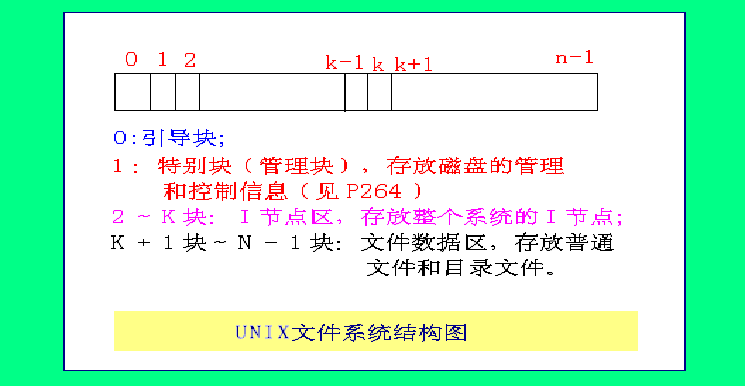 0 1 2 k-1 k k+1 n-1
0:引导块;
1: 特别块(管理块),存放磁盘的管理
和控制信息(见P264)
2~K块: I节点区,存放整个系统的I节点;
K+1块~N-1块: 文件数据区,存放普通
文件和目录文件。
UNIX文件系统结构图